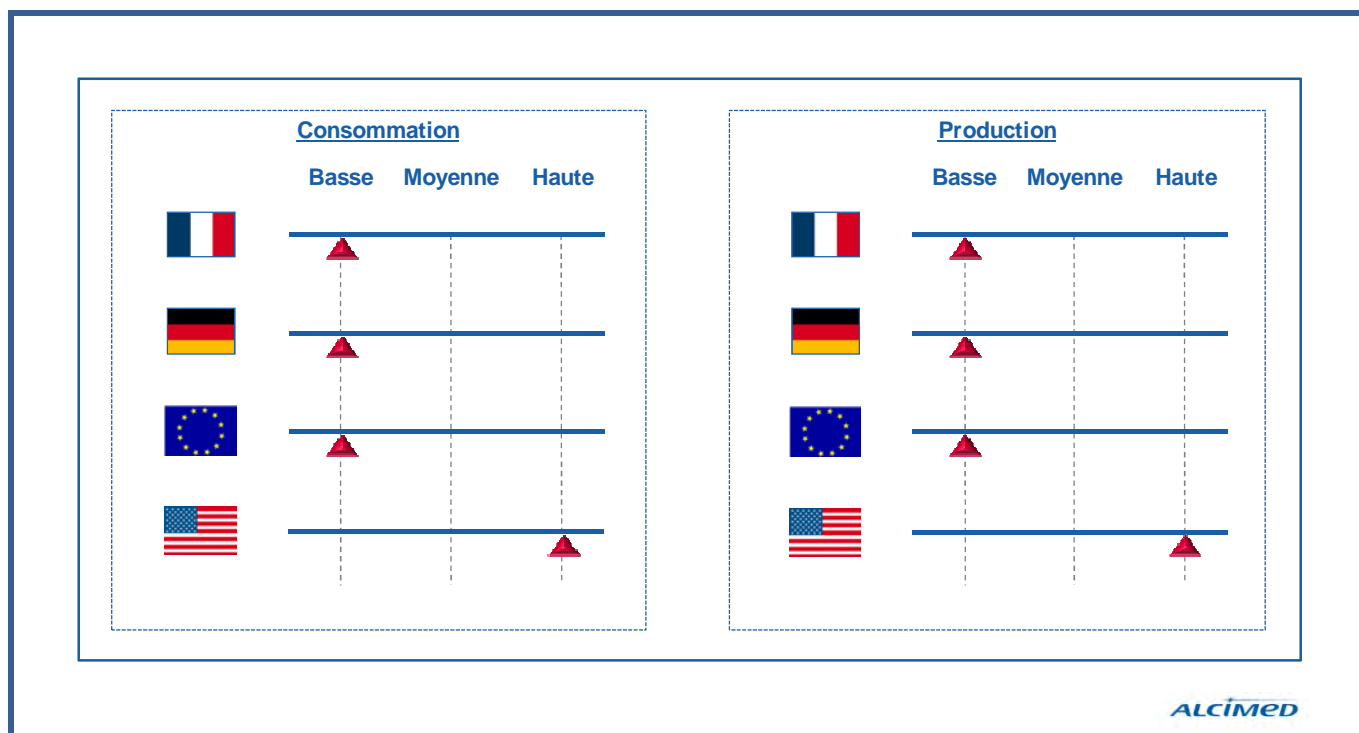 Consommation
Basse Moyenne Haute
Production
Basse Moyenne Haute
ALCIMED